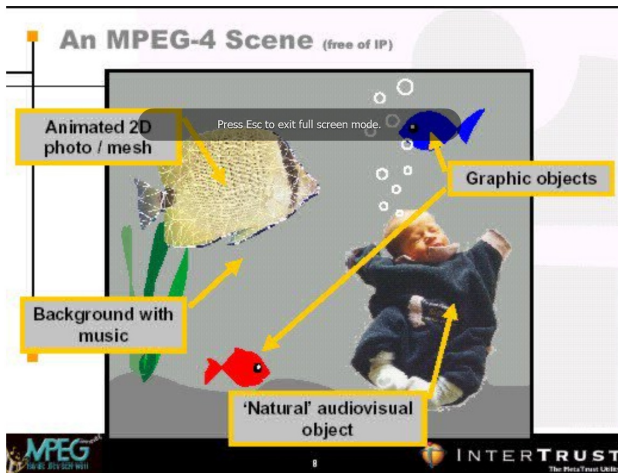 An MPEG-4 Scene (free of IP)
Press Esc to exit full screen mode.
Animated 2D
photo / mesh
Graphic objects
Background with
music
'Natural' audiovisual
object
MPEG
8
INTERTRUST
The MetaTrust Utility